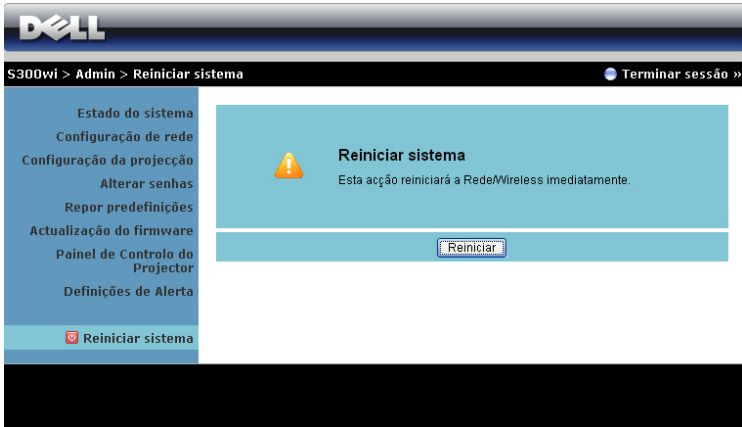 DELL
S300wi > Admin > Reiniciar sistema
Terminar sessão »
Estado do sistema
Configuração de rede
Configuração da projecção
Alterar senhas
Repor predefinições
Actualização do firmware
Painel de Controlo do
Projector
Definições de Alerta
Reiniciar sistema
Reiniciar sistema
Esta acção reiniciará a Rede/Wireless imediatamente.
Reiniciar